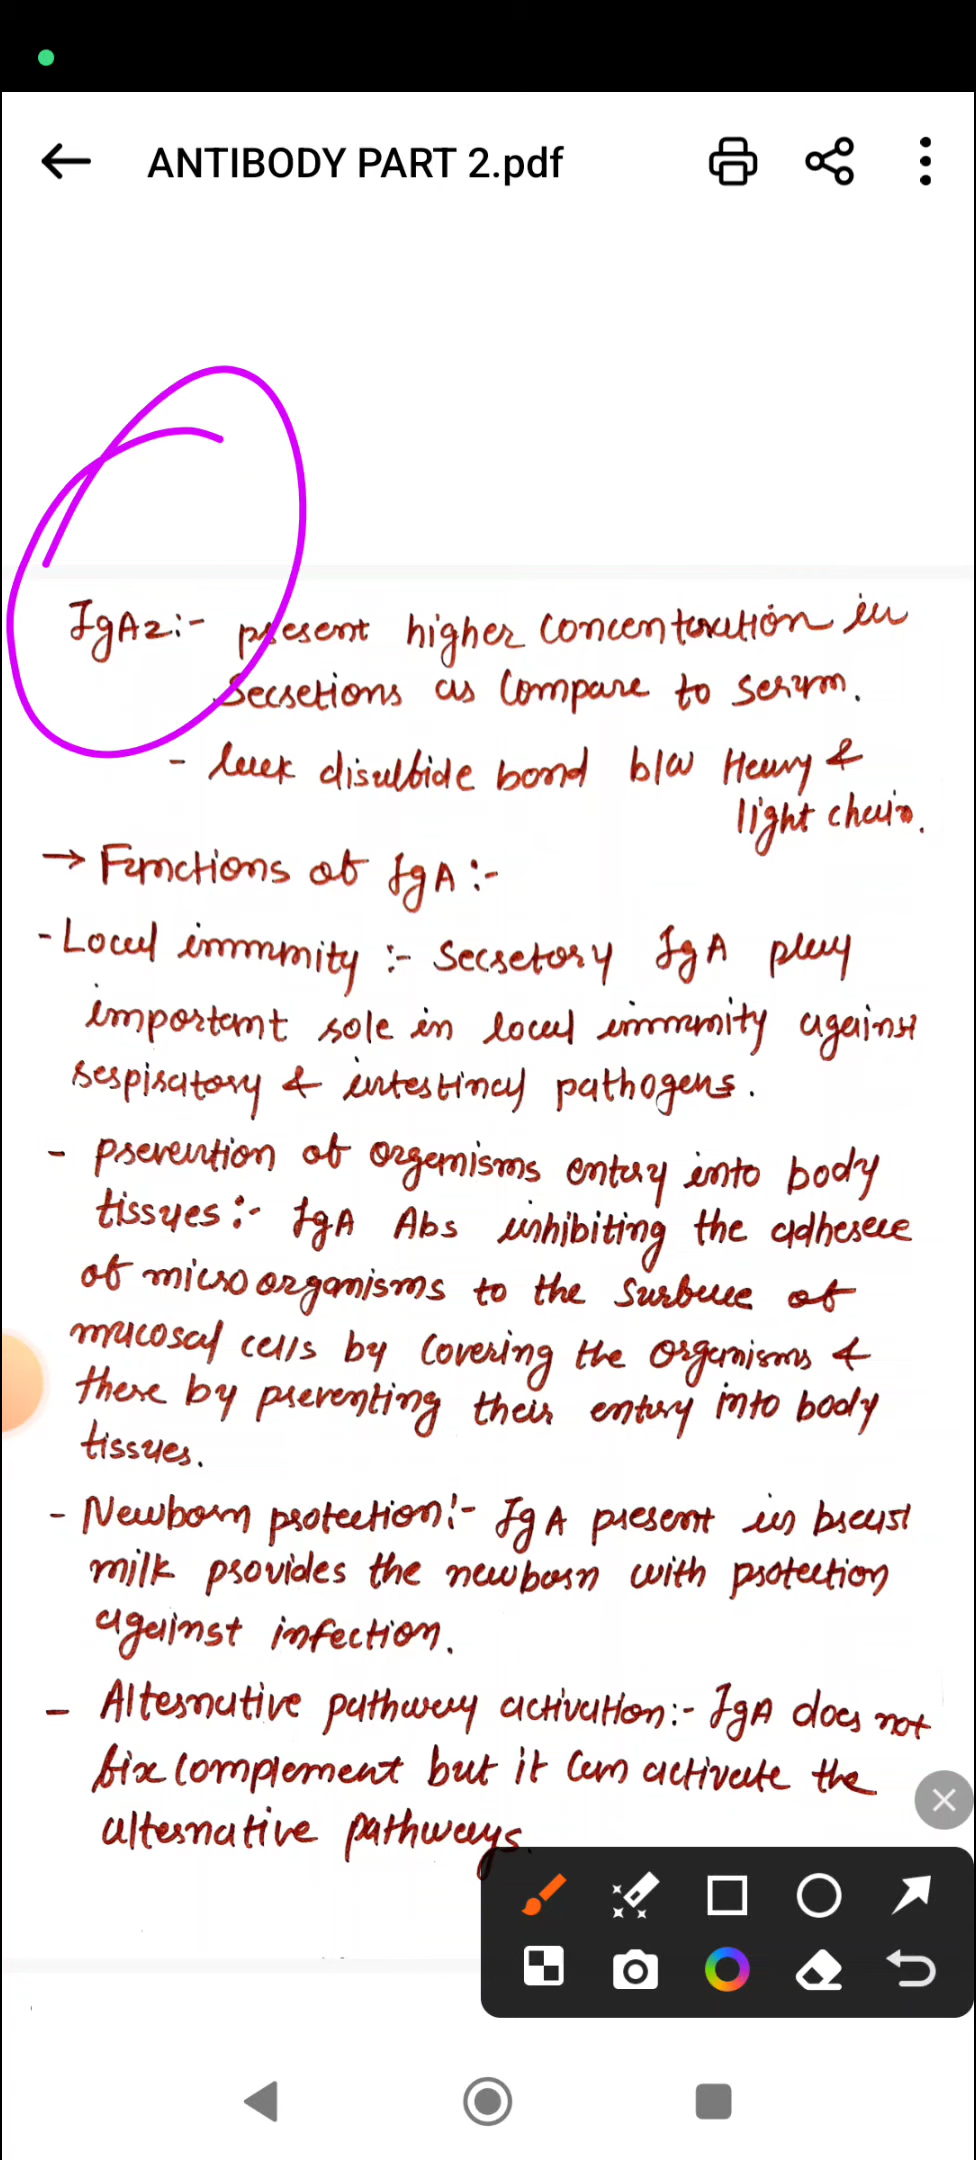 ANTIBODY PART 2.pdf
IgA2:- present higher concentration in
Secretions as compare to serum.
- lack disulfide bond b/w Heavy &
light chain.
→ Functions of IgA :-
- Local immunity :- Secretory IgA play
important role in local immunity against
respiratory & intestinal pathogens.
- prevention of organisms entry into body
tissues:- IgA Abs inhibiting the adherece
of micro organisms to the surface of
mucosal cells by covering the organisms &
there by preventing their entry into body
tissues.
- Newborn protection:- IgA present in breast
milk provides the newborn with protection
against infection.
- Alternative pathway activation:- IgA does not
fix complement but it can activate the
alternative pathways.